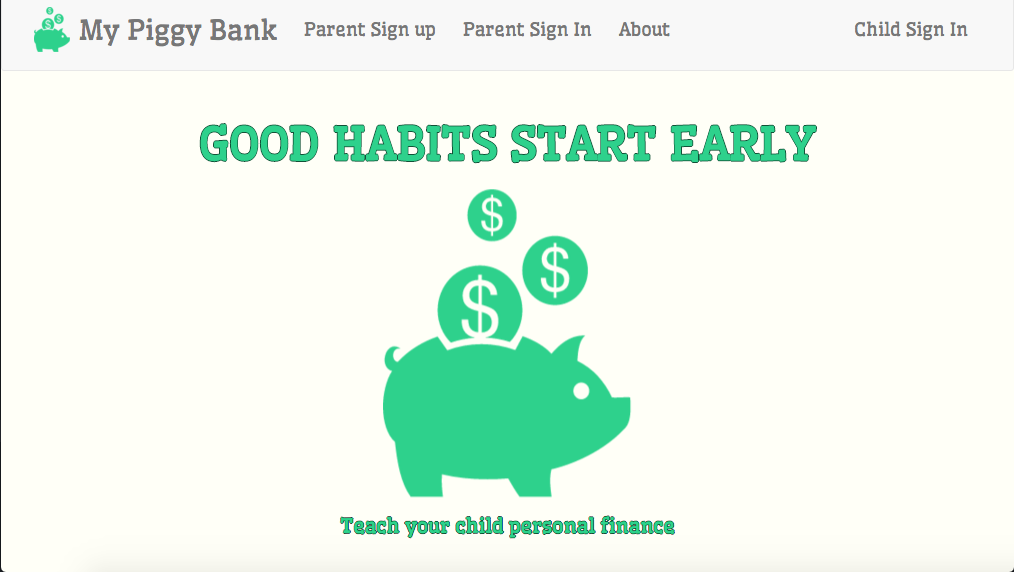 My Piggy Bank Parent Sign up Parent Sign In About Child Sign In
GOOD HABITS START EARLY
$
$
$
$
Teach your child personal finance